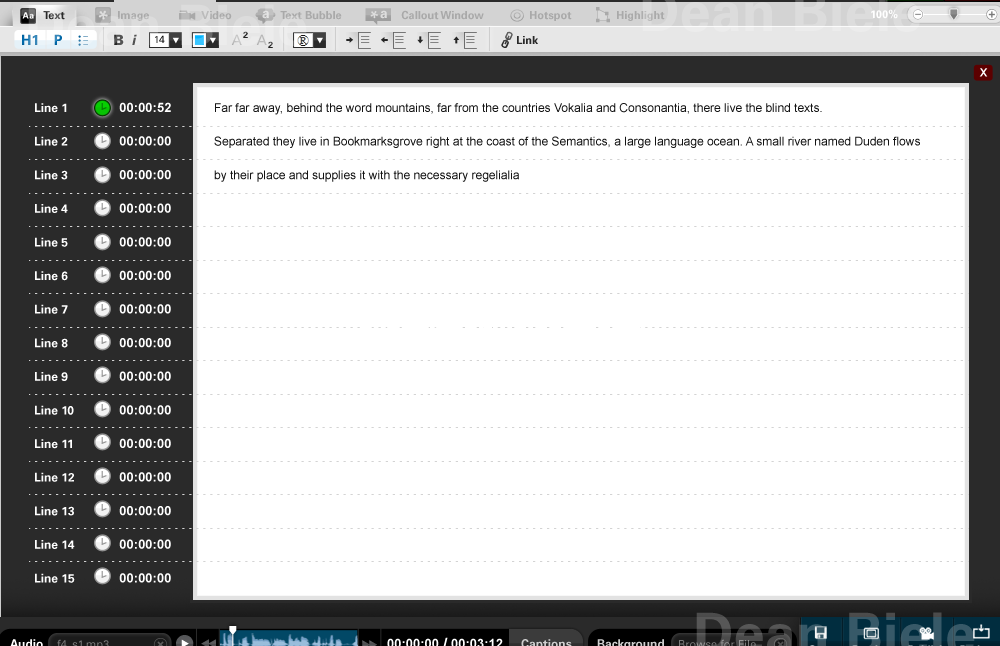 Aa Text Image Video a Text Bubble *a Callout Window Hotspot Highlight 100%
H1 P B i 14 A2 A2 ® Link
X
Line 1 00:00:52 Far far away, behind the word mountains, far from the countries Vokalia and Consonantia, there live the blind texts.
Line 2 00:00:00 Separated they live in Bookmarksgrove right at the coast of the Semantics, a large language ocean. A small river named Duden flows
Line 3 00:00:00 by their place and supplies it with the necessary regelialia
Line 4 00:00:00
Line 5 00:00:00
Line 6 00:00:00
Line 7 00:00:00
Line 8 00:00:00
Line 9 00:00:00
Line 10 00:00:00
Line 11 00:00:00
Line 12 00:00:00
Line 13 00:00:00
Line 14 00:00:00
Line 15 00:00:00
Dean Biele
Audio f4_s1.mp3 00:00:00 / 00:03:12 Captions Background Browse for File